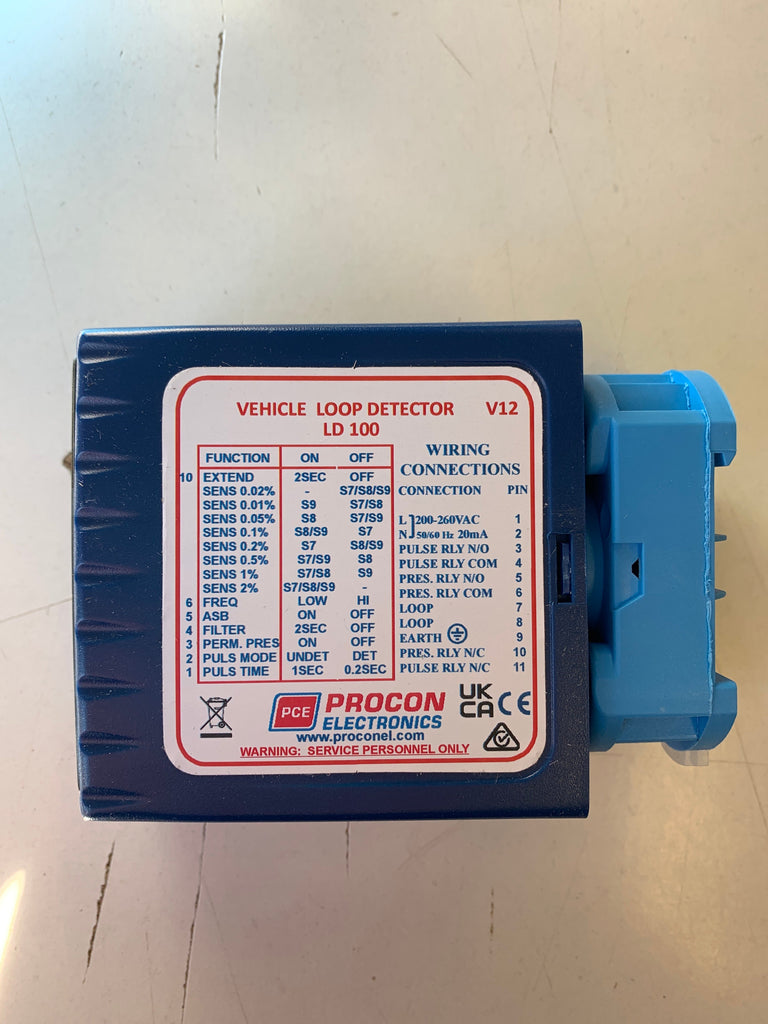 VEHICLE LOOP DETECTOR V12
LD 100
FUNCTION ON OFF
10 EXTEND 2SEC OFF
SENS 0.02% - S7/S8/S9
SENS 0.01% S9 S7/S8
SENS 0.05% S8 S7/S9
SENS 0.1% S8/S9 S7
SENS 0.2% S7 S8/S9
SENS 0.5% S7/S9 S8
SENS 1% S7/S8 S9
SENS 2% S7/S8/S9 -
6 FREQ LOW HI
5 ASB ON OFF
4 FILTER 2SEC OFF
3 PERM. PRES ON OFF
2 PULS MODE UNDET DET
1 PULS TIME 1SEC 0.2SEC
WIRING
CONNECTIONS
CONNECTION PIN
L ]200-260VAC 1
N ]50/60 Hz 20mA 2
PULSE RLY N/O 3
PULSE RLY COM 4
PRES. RLY N/O 5
PRES. RLY COM 6
LOOP 7
LOOP 8
EARTH 9
PRES. RLY N/C 10
PULSE RLY N/C 11
PCE PROCON
ELECTRONICS
www.proconel.com
UK
CA CE
WARNING: SERVICE PERSONNEL ONLY